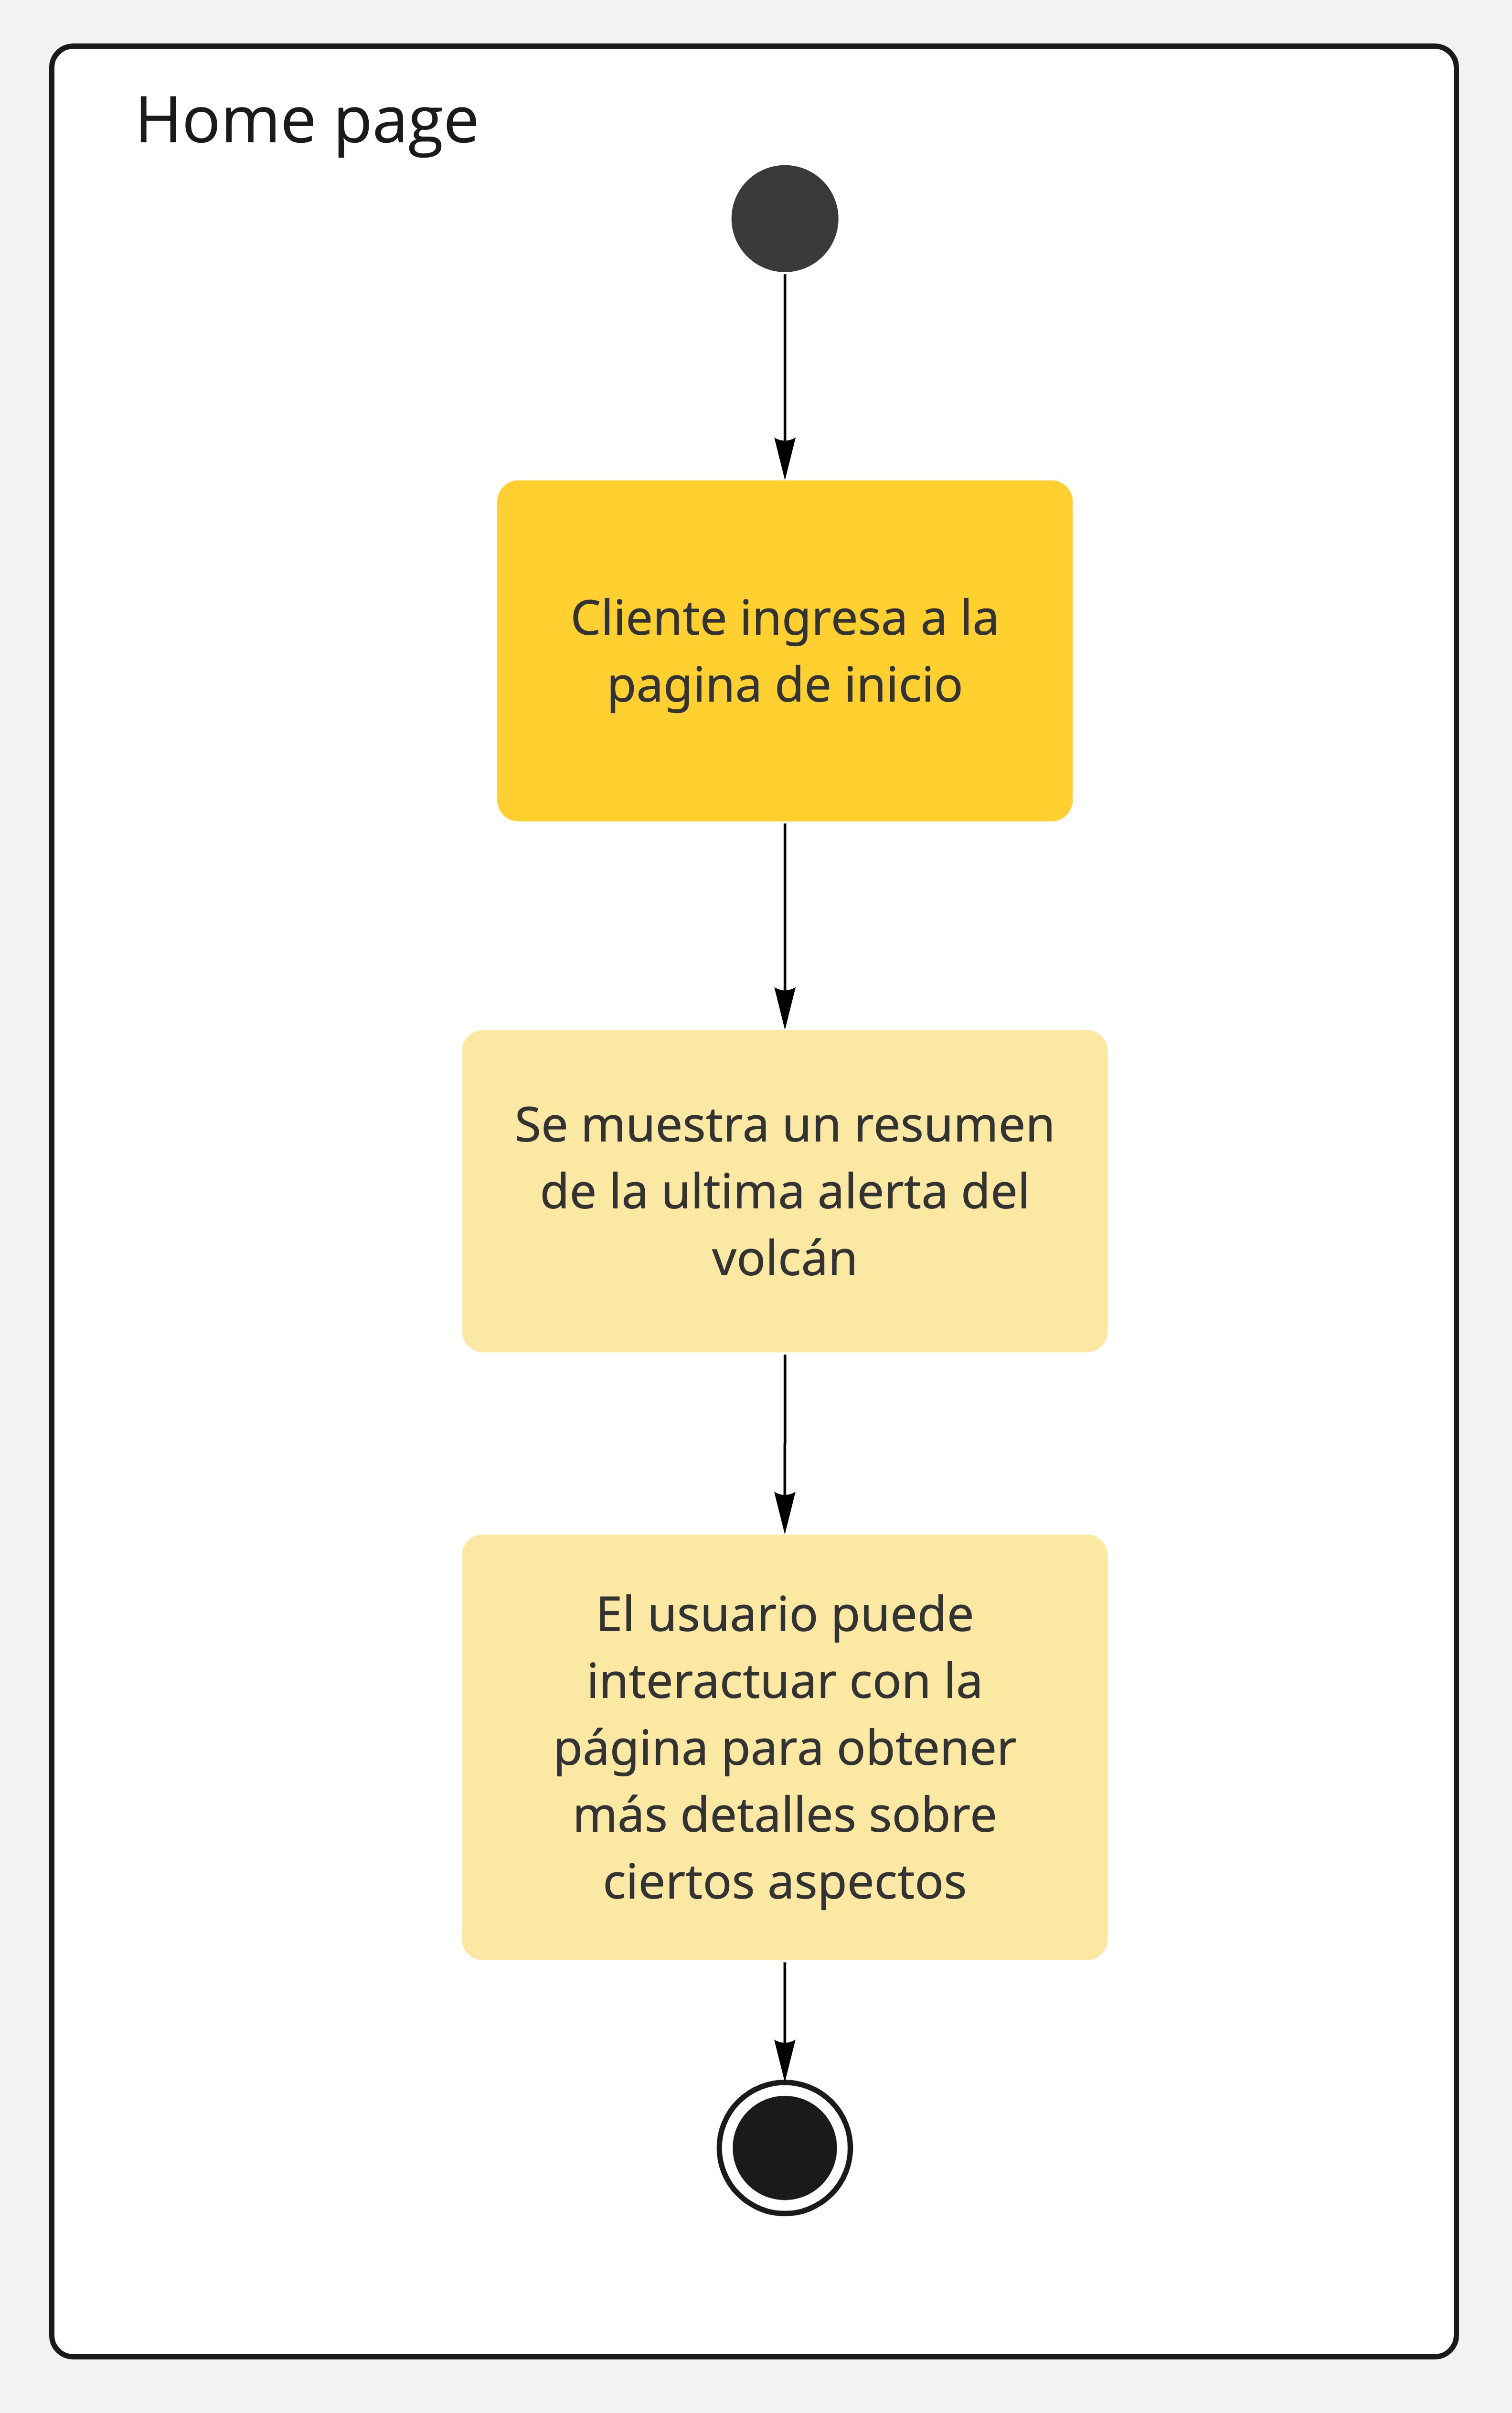 Home page
Cliente ingresa a la
pagina de inicio
Se muestra un resumen
de la ultima alerta del
volcán
El usuario puede
interactuar con la
página para obtener
más detalles sobre
ciertos aspectos